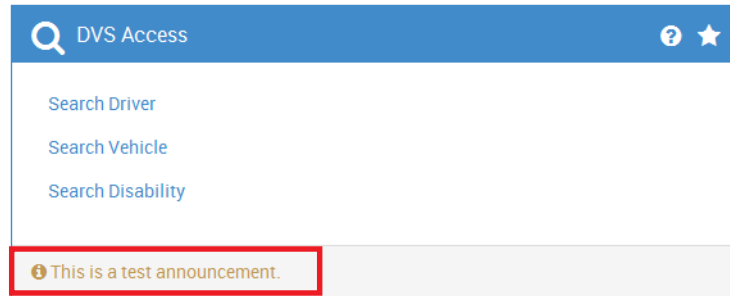 DVS Access
Search Driver
Search Vehicle
Search Disability
This is a test announcement.